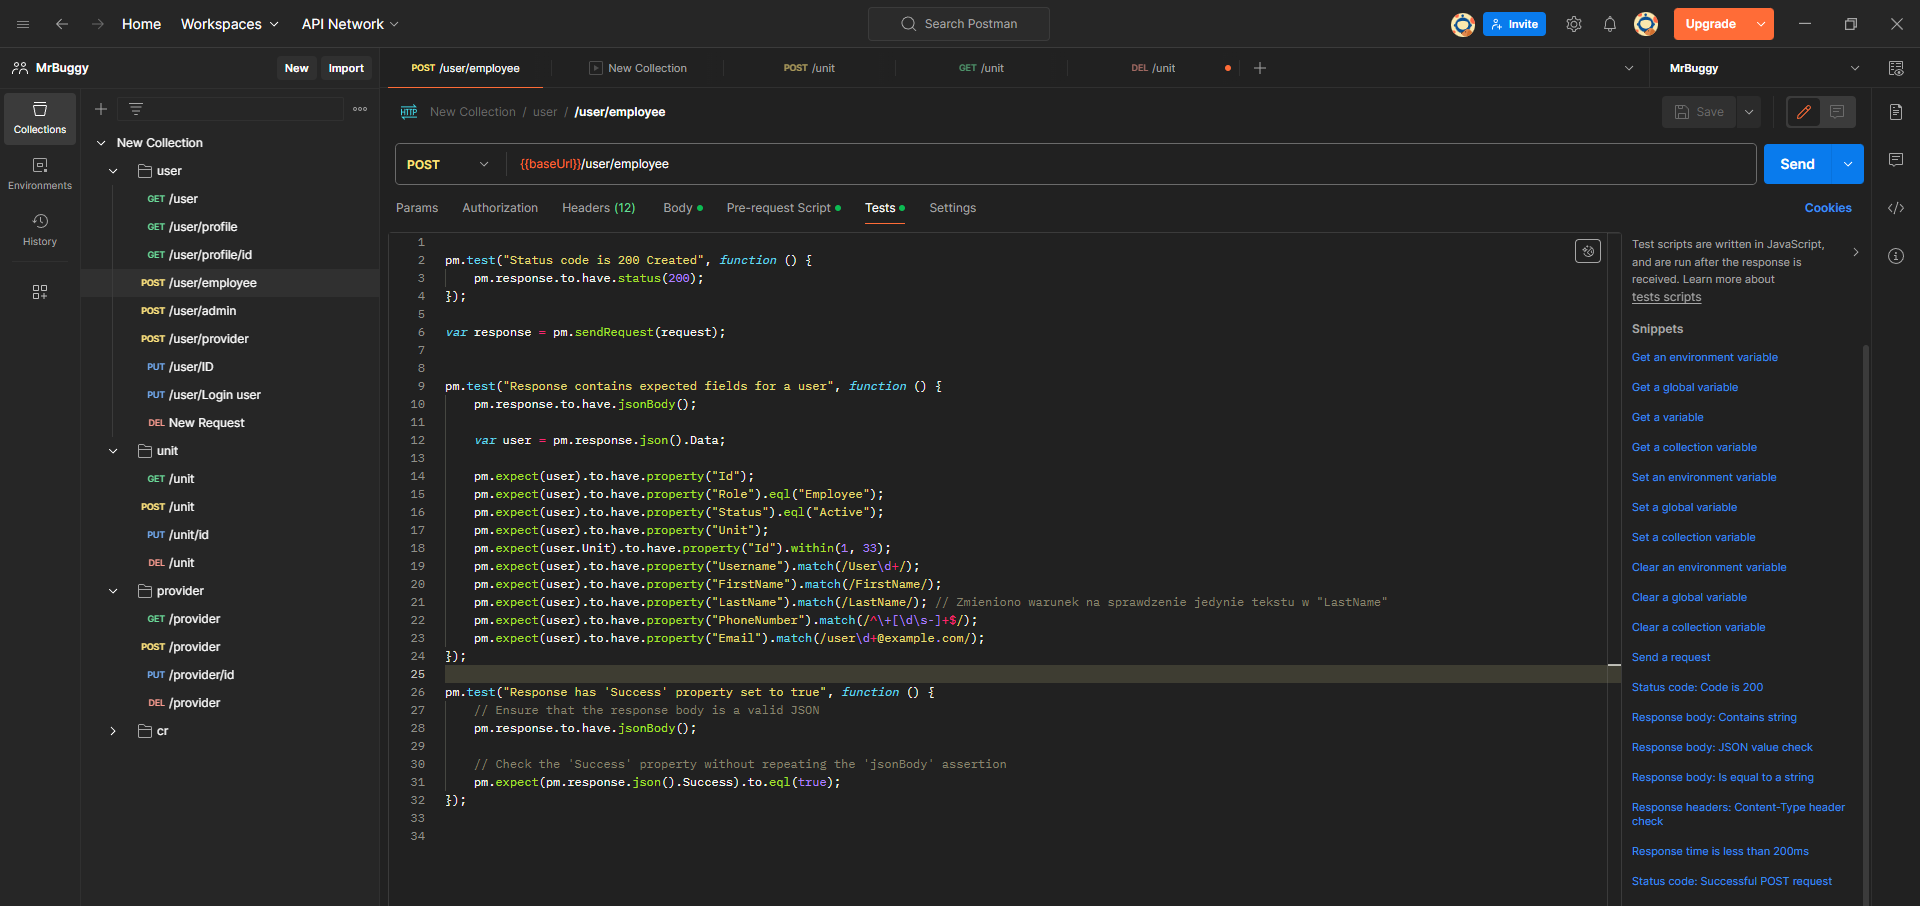 Home
Workspaces
API Network
Search Postman
Invite
Upgrade
MrBuggy
New
Import
POST /user/employee
New Collection
POST /unit
GET /unit
DEL /unit
MrBuggy
Collections
Environments
History
New Collection
user
GET /user
GET /user/profile
GET /user/profile/id
POST /user/employee
POST /user/admin
POST /user/provider
PUT /user/ID
PUT /user/Login user
DEL New Request
unit
GET /unit
POST /unit
PUT /unit/id
DEL /unit
provider
GET /provider
POST /provider
PUT /provider/id
DEL /provider
cr
HTTP New Collection / user / /user/employee
Save
POST
{{baseUrl}}/user/employee
Send
Params
Authorization
Headers (12)
Body
Pre-request Script
Tests
Settings
Cookies
1
2 pm.test("Status code is 200 Created", function () {
3 pm.response.to.have.status(200);
4 });
5
6 var response = pm.sendRequest(request);
7
8
9 pm.test("Response contains expected fields for a user", function () {
10 pm.response.to.have.jsonBody();
11
12 var user = pm.response.json().Data;
13
14 pm.expect(user).to.have.property("Id");
15 pm.expect(user).to.have.property("Role").eql("Employee");
16 pm.expect(user).to.have.property("Status").eql("Active");
17 pm.expect(user).to.have.property("Unit");
18 pm.expect(user.Unit).to.have.property("Id").within(1, 33);
19 pm.expect(user).to.have.property("Username").match(/User\d+/);
20 pm.expect(user).to.have.property("FirstName").match(/FirstName/);
21 pm.expect(user).to.have.property("LastName").match(/LastName/); // Zmieniono warunek na sprawdzenie jedynie tekstu w "LastName"
22 pm.expect(user).to.have.property("PhoneNumber").match(/^\+[\d\s-]+$/);
23 pm.expect(user).to.have.property("Email").match(/user\d+@example.com/);
24 });
25
26 pm.test("Response has 'Success' property set to true", function () {
27 // Ensure that the response body is a valid JSON
28 pm.response.to.have.jsonBody();
29
30 // Check the 'Success' property without repeating the 'jsonBody' assertion
31 pm.expect(pm.response.json().Success).to.eql(true);
32 });
33
34
Test scripts are written in JavaScript,
and are run after the response is
received. Learn more about
tests scripts
Snippets
Get an environment variable
Get a global variable
Get a variable
Get a collection variable
Set an environment variable
Set a global variable
Set a collection variable
Clear an environment variable
Clear a global variable
Clear a collection variable
Send a request
Status code: Code is 200
Response body: Contains string
Response body: JSON value check
Response body: Is equal to a string
Response headers: Content-Type header
check
Response time is less than 200ms
Status code: Successful POST request